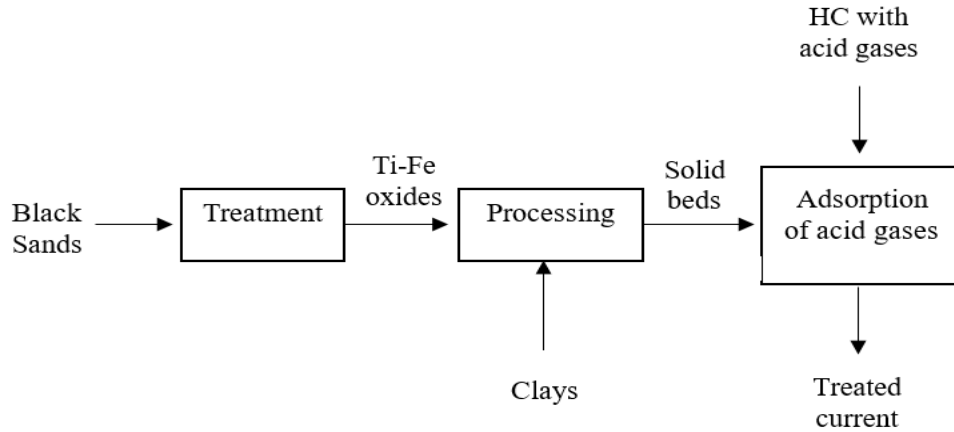 HC with
acid gases
Ti-Fe
oxides
Solid
beds
Black
Sands
Treatment
Processing
Adsorption
of acid gases
Clays
Treated
current